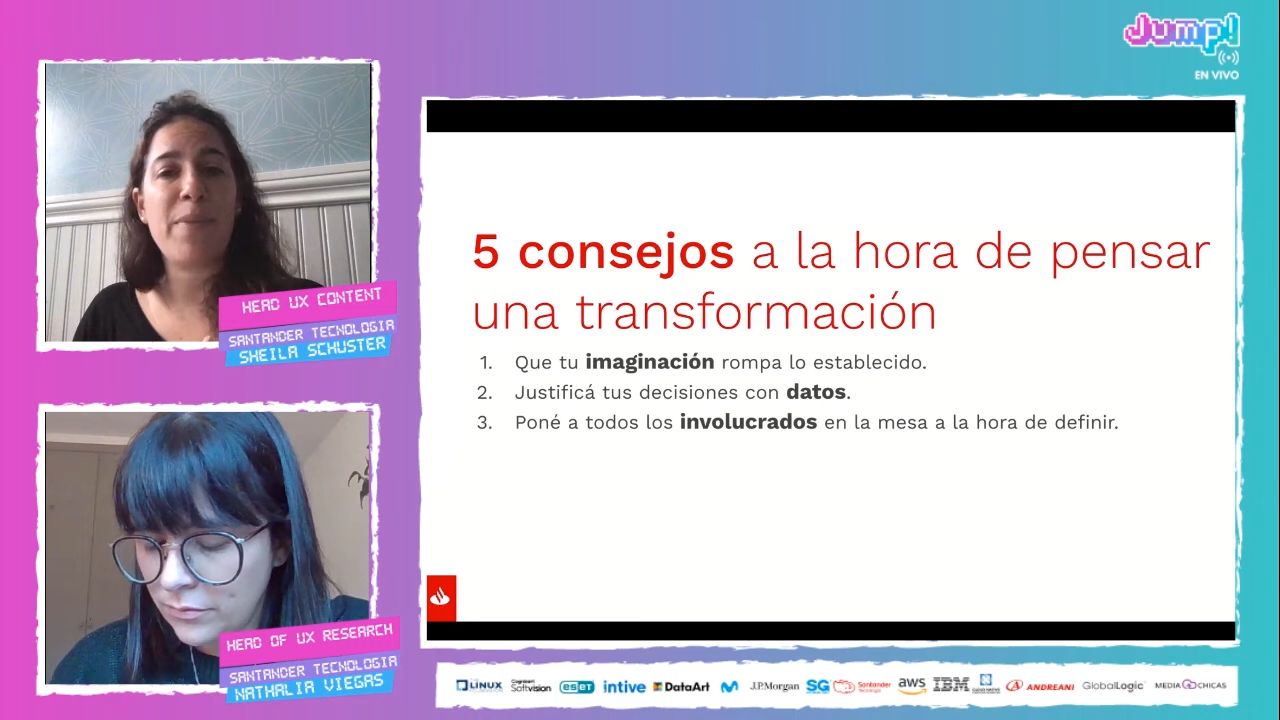 Jump!
EN VIVO
HEAD UX CONTENT
SANTANDER TECNOLOGIA
SHEILA SCHUSTER
HEAD OF UX RESEARCH
SANTANDER TECNOLOGIA
NATHALIA VIEGAS
5 consejos a la hora de pensar
una transformación
1. Que tu imaginación rompa lo establecido.
2. Justificá tus decisiones con datos.
3. Poné a todos los involucrados en la mesa a la hora de definir.
LINUX Cognizant Softvision eset intive DataArt J.P.Morgan SG Santander Tecnología aws IBM ANDREANI GlobalLogic MEDIA CHICAS